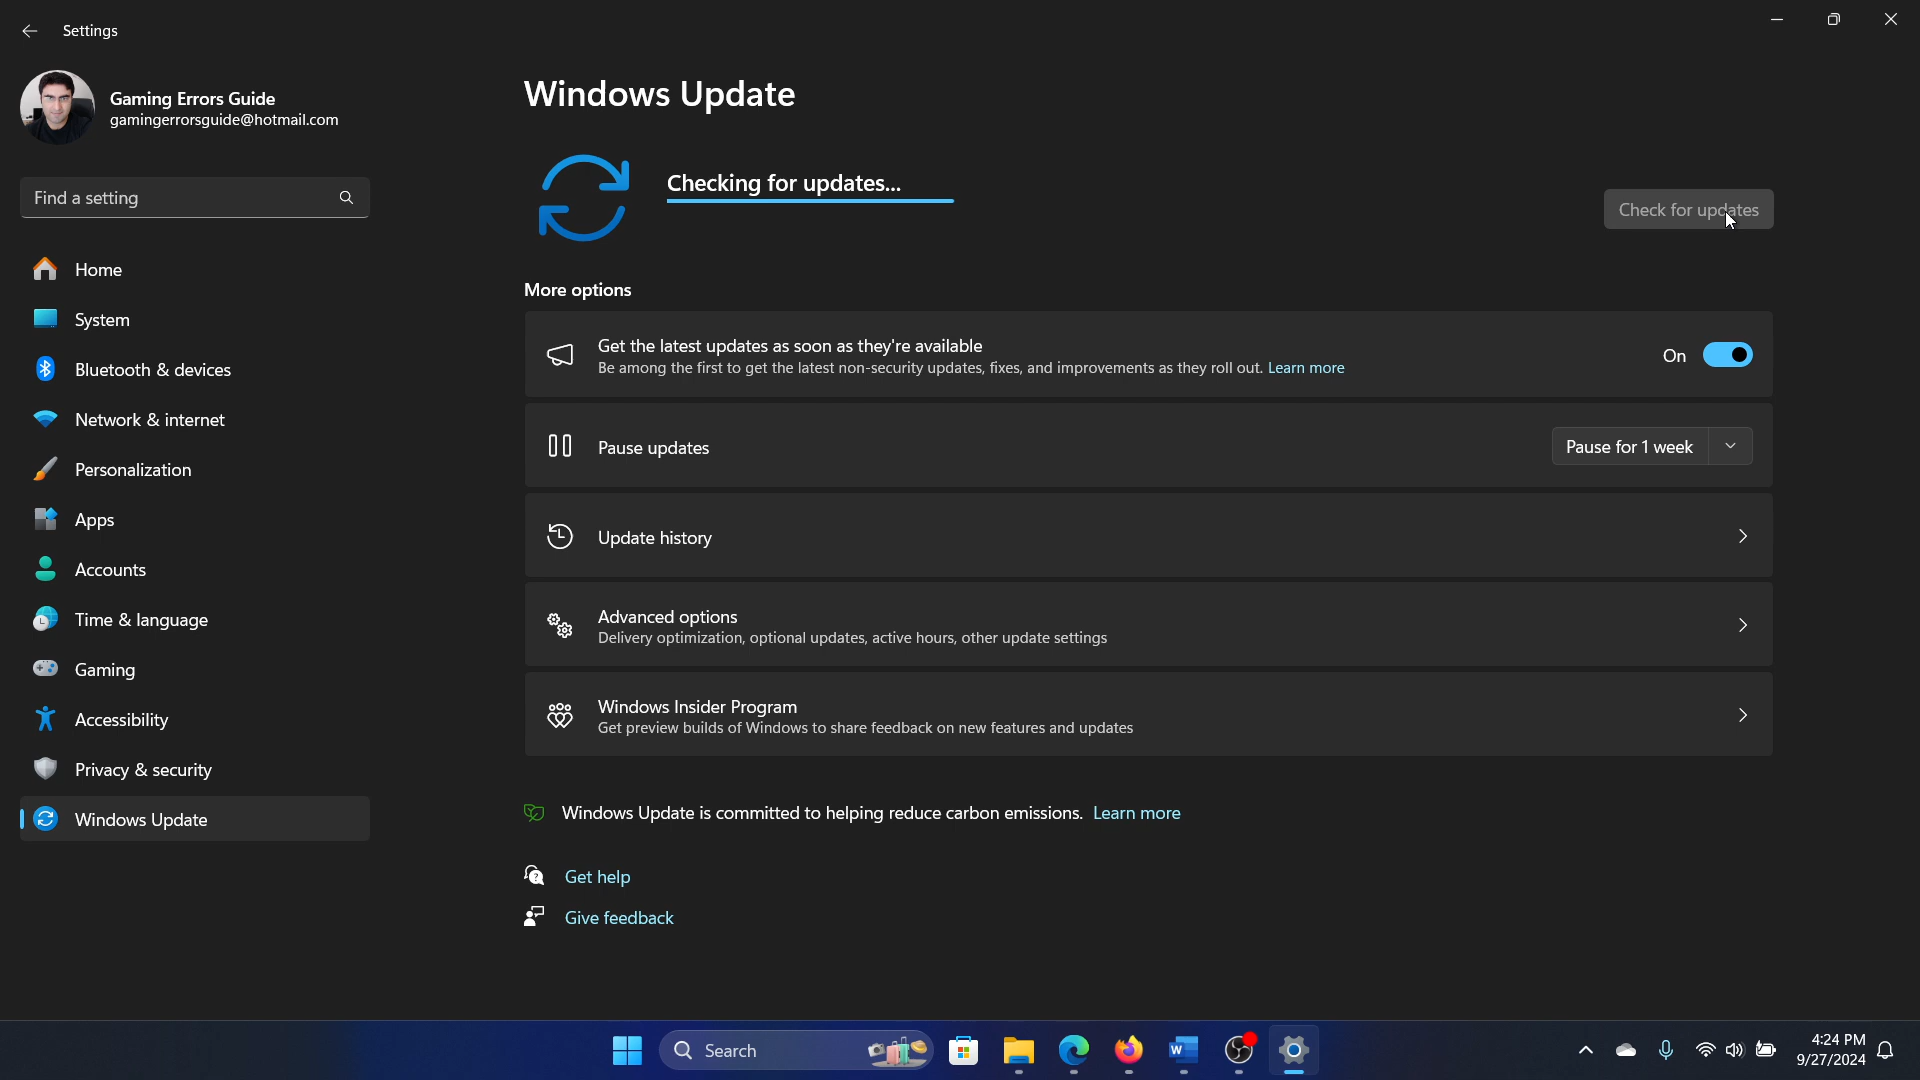 Settings
Gaming Errors Guide
gamingerrorsguide@hotmail.com
Find a setting
Home
System
Bluetooth & devices
Network & internet
Personalization
Apps
Accounts
Time & language
Gaming
Accessibility
Privacy & security
Windows Update
Windows Update
Checking for updates...
Check for updates
More options
Get the latest updates as soon as they're available
Be among the first to get the latest non-security updates, fixes, and improvements as they roll out. Learn more
On
Pause updates
Pause for 1 week
Update history
Advanced options
Delivery optimization, optional updates, active hours, other update settings
Windows Insider Program
Get preview builds of Windows to share feedback on new features and updates
Windows Update is committed to helping reduce carbon emissions. Learn more
Get help
Give feedback
Search
4:24 PM
9/27/2024